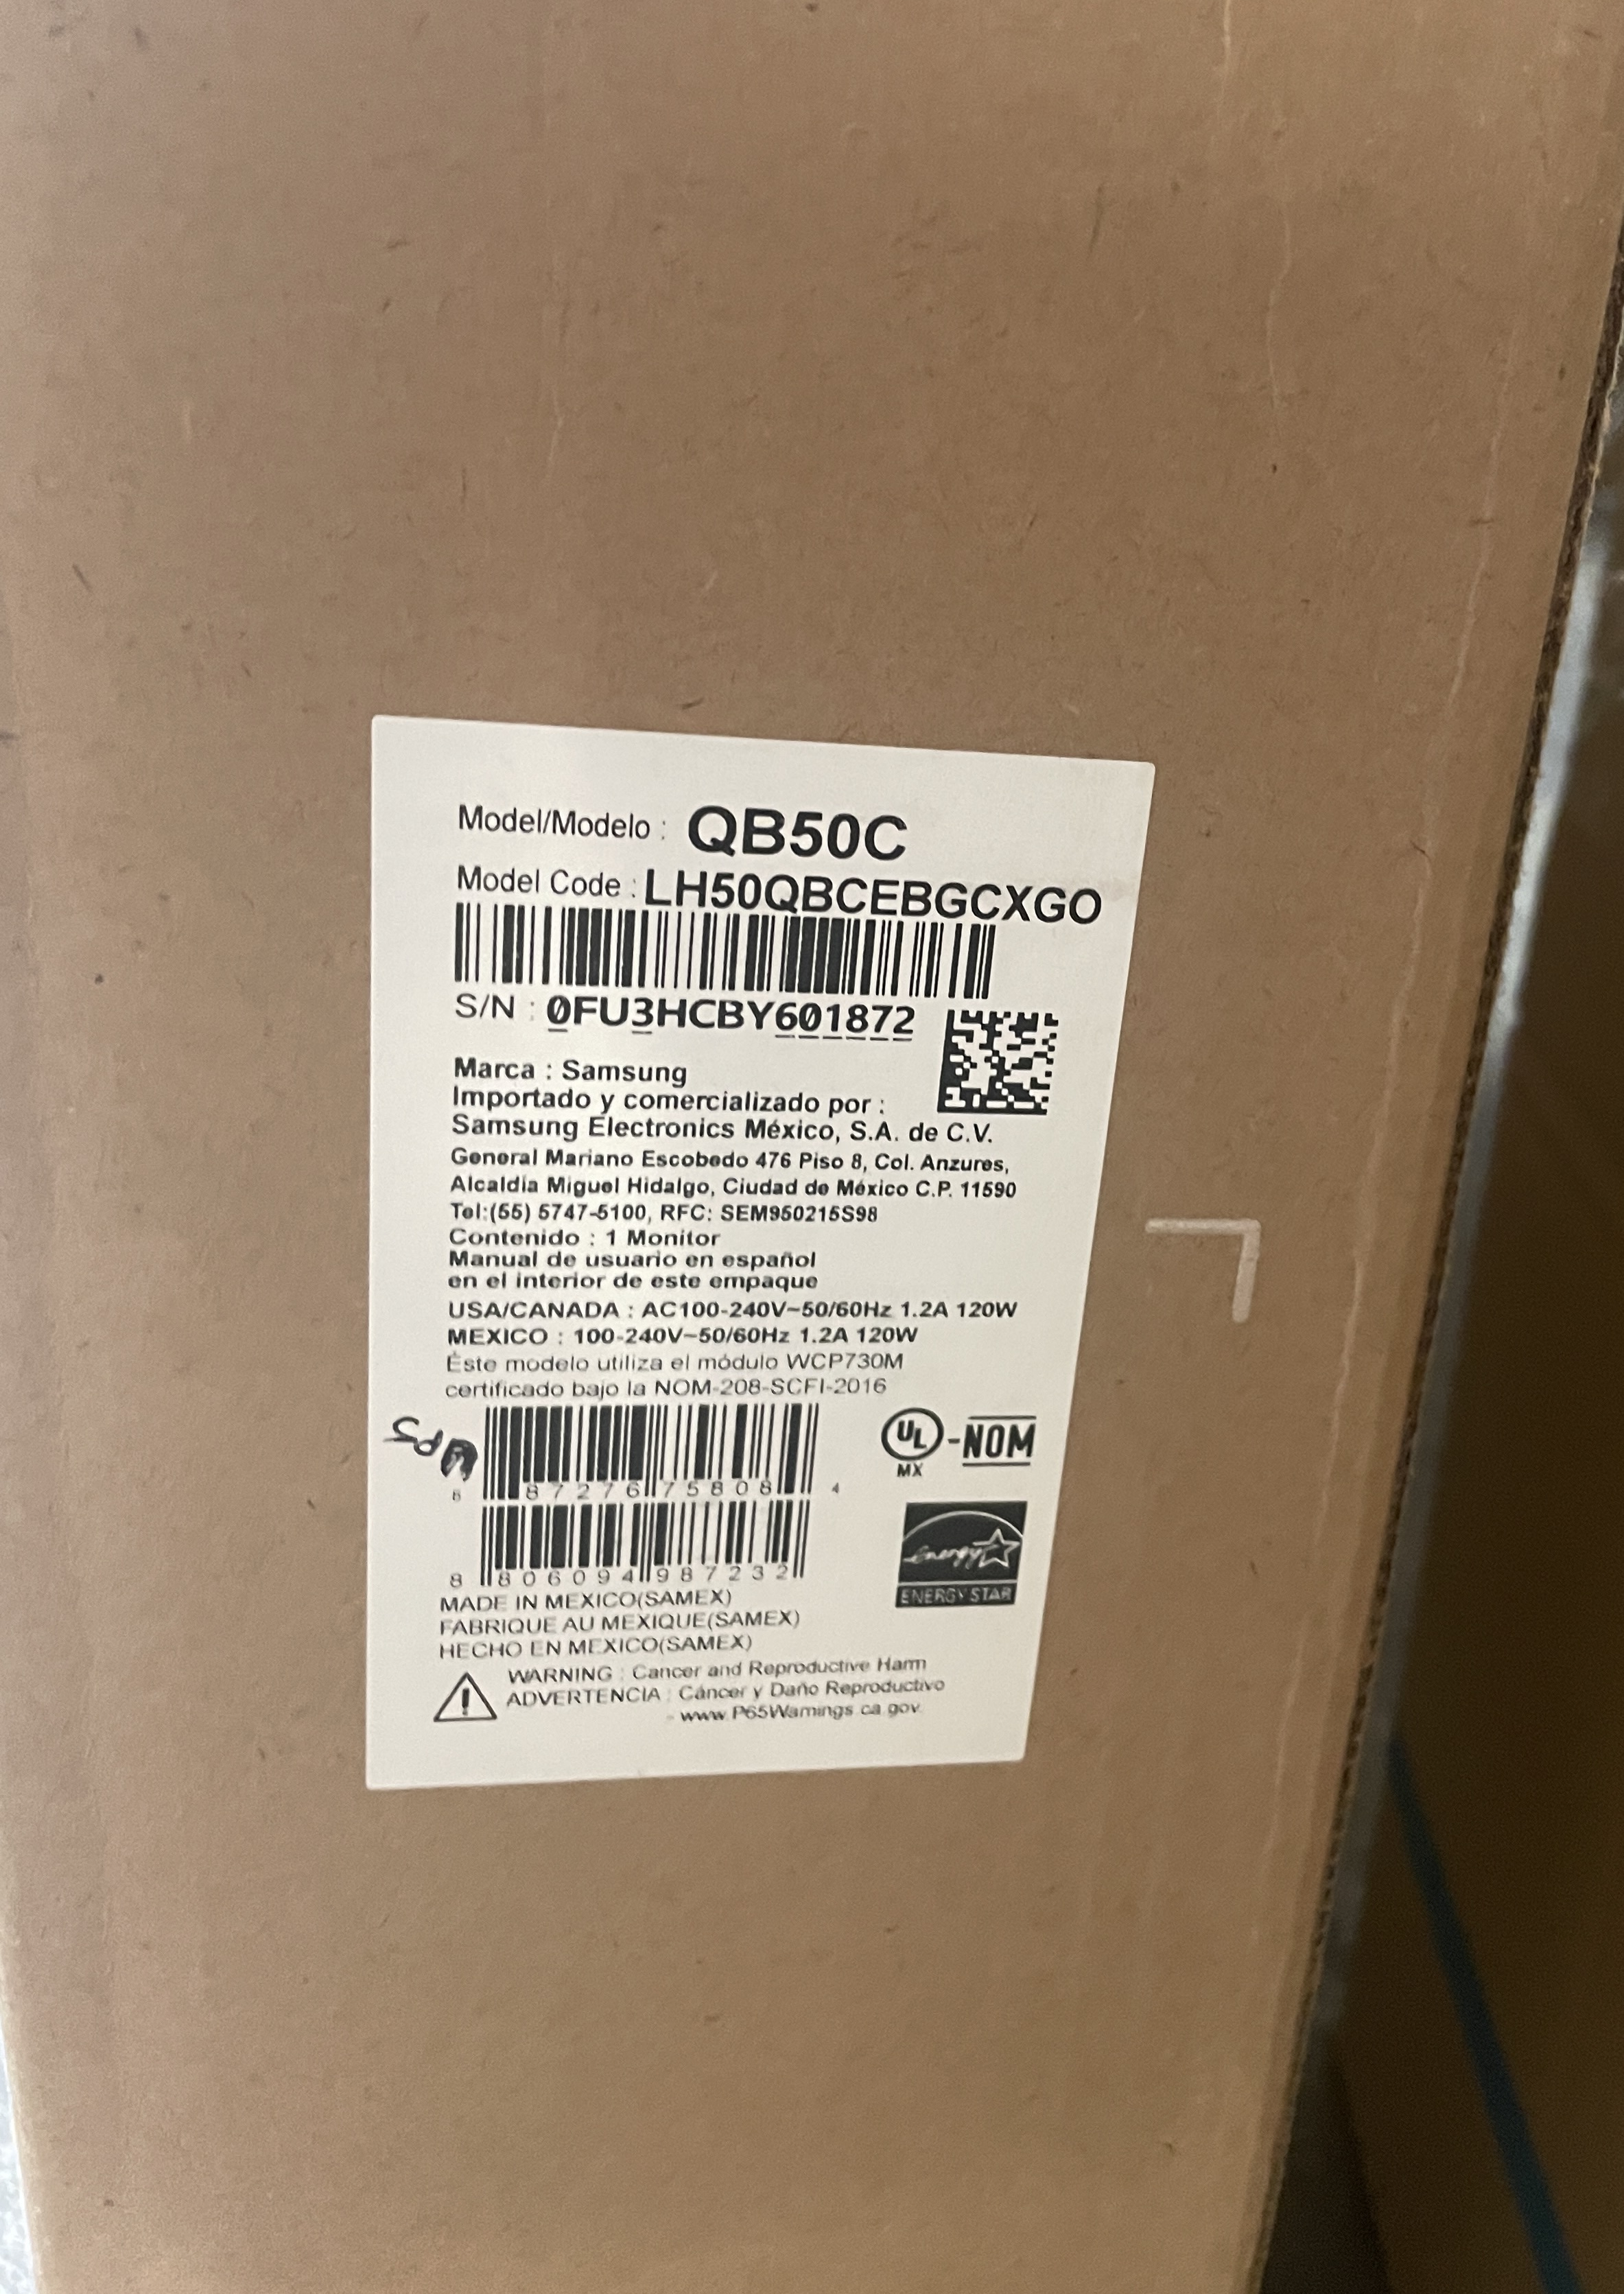 Model/Modelo : QB50C
Model Code : LH50QBCEBGCXGO
S/N : 0FU3HCBY601872
Marca : Samsung
Importado y comercializado por :
Samsung Electronics México, S.A. de C.V.
General Mariano Escobedo 476 Piso 8, Col. Anzures,
Alcaldía Miguel Hidalgo, Ciudad de México C.P. 11590
Tel:(55) 5747-5100, RFC: SEM950215S98
Contenido : 1 Monitor
Manual de usuario en español
en el interior de este empaque
USA/CANADA : AC100-240V~50/60Hz 1.2A 120W
MEXICO : 100-240V~50/60Hz 1.2A 120W
Éste modelo utiliza el módulo WCP730M
certificado bajo la NOM-208-SCFI-2016
UL -NOM
MX
87276 75808 4
8 806094 987232
energy
ENERGY STAR
MADE IN MEXICO(SAMEX)
FABRIQUE AU MEXIQUE(SAMEX)
HECHO EN MEXICO(SAMEX)
WARNING : Cancer and Reproductive Harm
ADVERTENCIA : Cáncer y Daño Reproductivo
- www.P65Warnings.ca.gov